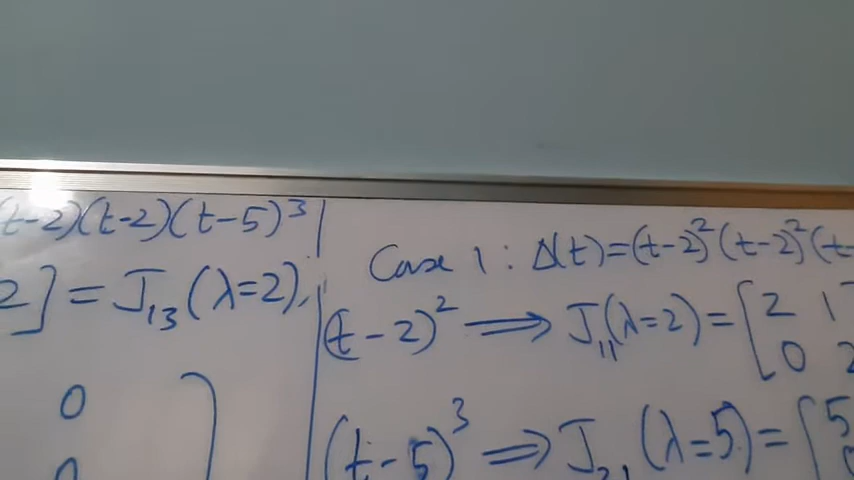 (t-2)(t-2)(t-5)³
2] = J₁₃(λ=2),
0
0
Case 1: Δ(t)=(t-2)²(t-2)²(t-
(t-2)² ⟹ J₁₁(λ=2)=[2 1
0 2
(t-5)³ ⟹ J₂₁(λ=5)=[5